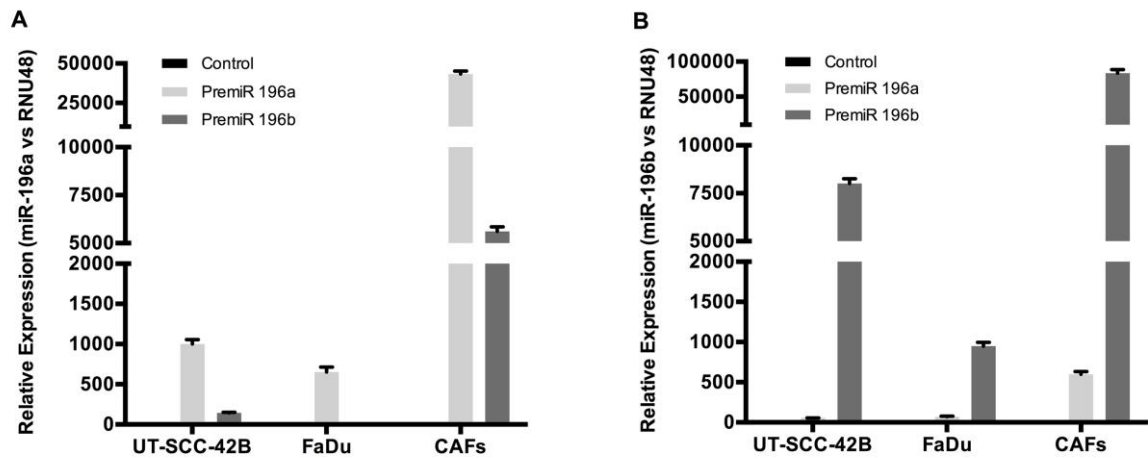 A
Relative Expression (miR-196a vs RNU48)
50000
25000
10000
7500
5000
2000
1500
1000
500
0
Control
PremiR 196a
PremiR 196b
UT-SCC-42B FaDu CAFs
B
Relative Expression (miR-196b vs RNU48)
100000
50000
10000
7500
5000
2000
1500
1000
500
0
Control
PremiR 196a
PremiR 196b
UT-SCC-42B FaDu CAFs